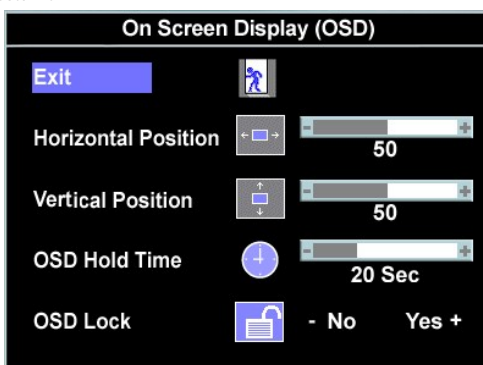 On Screen Display (OSD)
Exit
Horizontal Position - +
50
Vertical Position - +
50
OSD Hold Time - +
20 Sec
OSD Lock - No Yes +